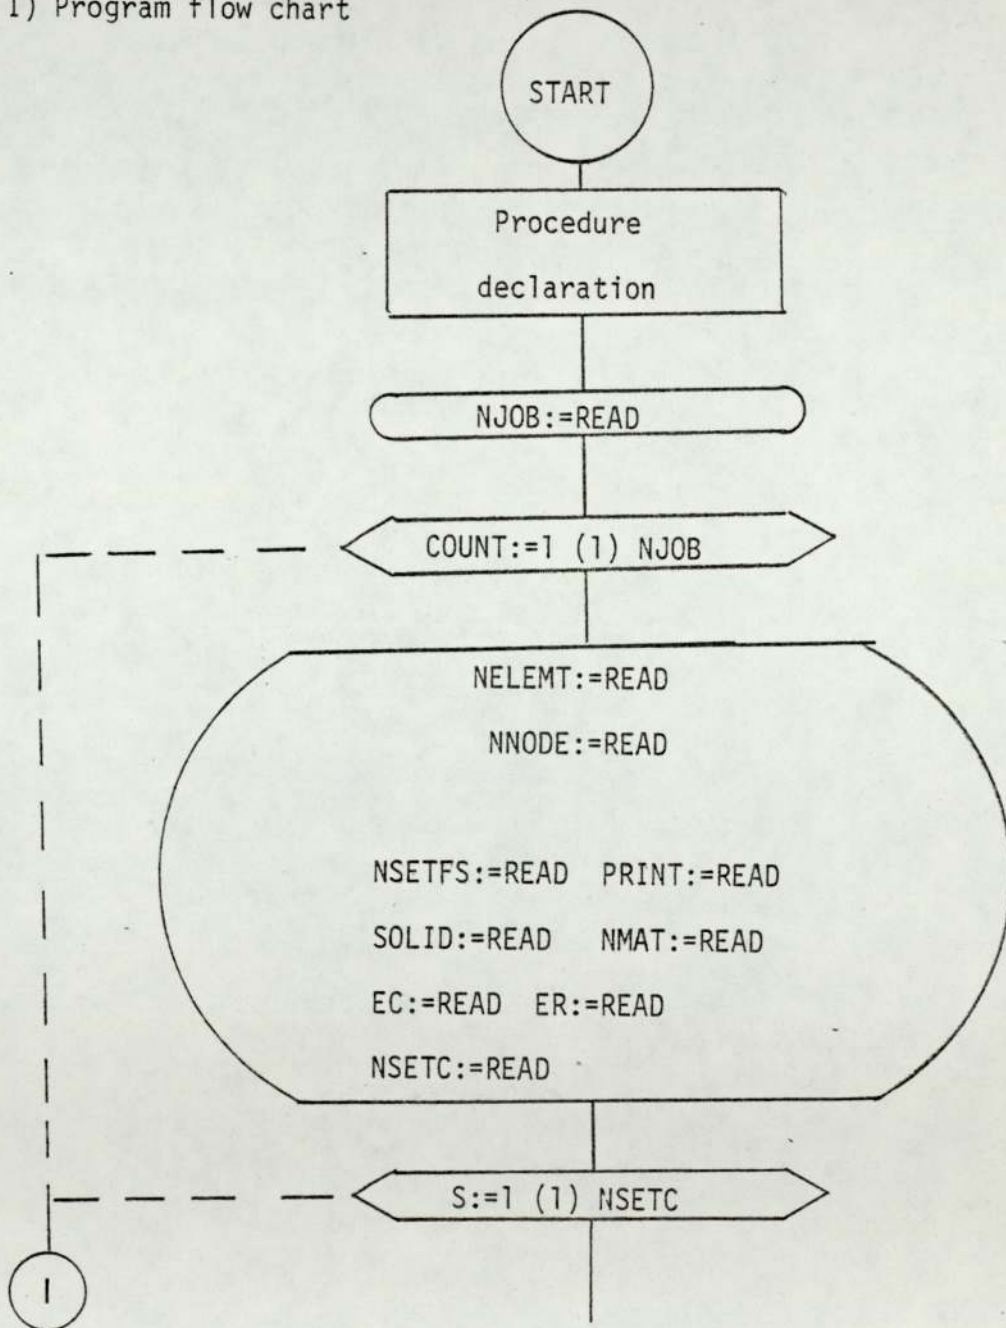 1) Program flow chart
START
Procedure
declaration
NJOB:=READ
COUNT:=1 (1) NJOB
NELEMT:=READ
NNODE:=READ
NSETFS:=READ PRINT:=READ
SOLID:=READ NMAT:=READ
EC:=READ ER:=READ
NSETC:=READ
S:=1 (1) NSETC
1